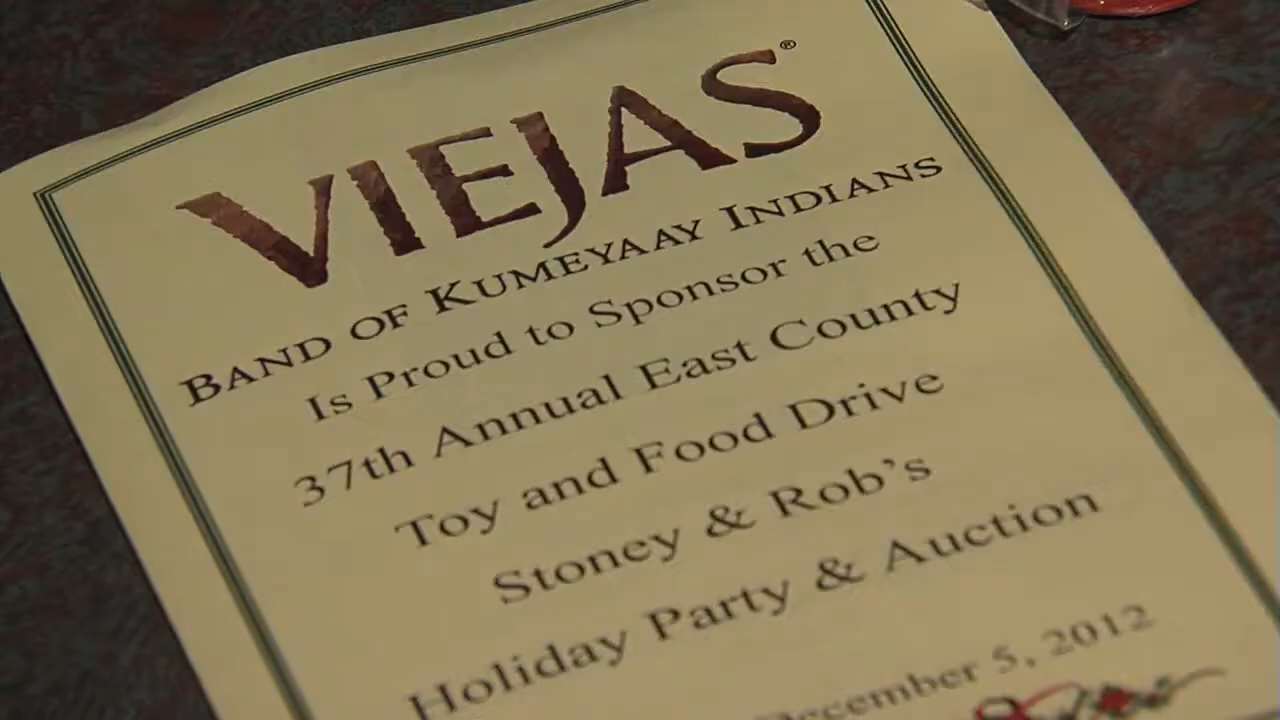 VIEJAS®
BAND OF KUMEYAAY INDIANS
Is Proud to Sponsor the
37th Annual East County
Toy and Food Drive
Stoney & Rob's
Holiday Party & Auction
December 5, 2012